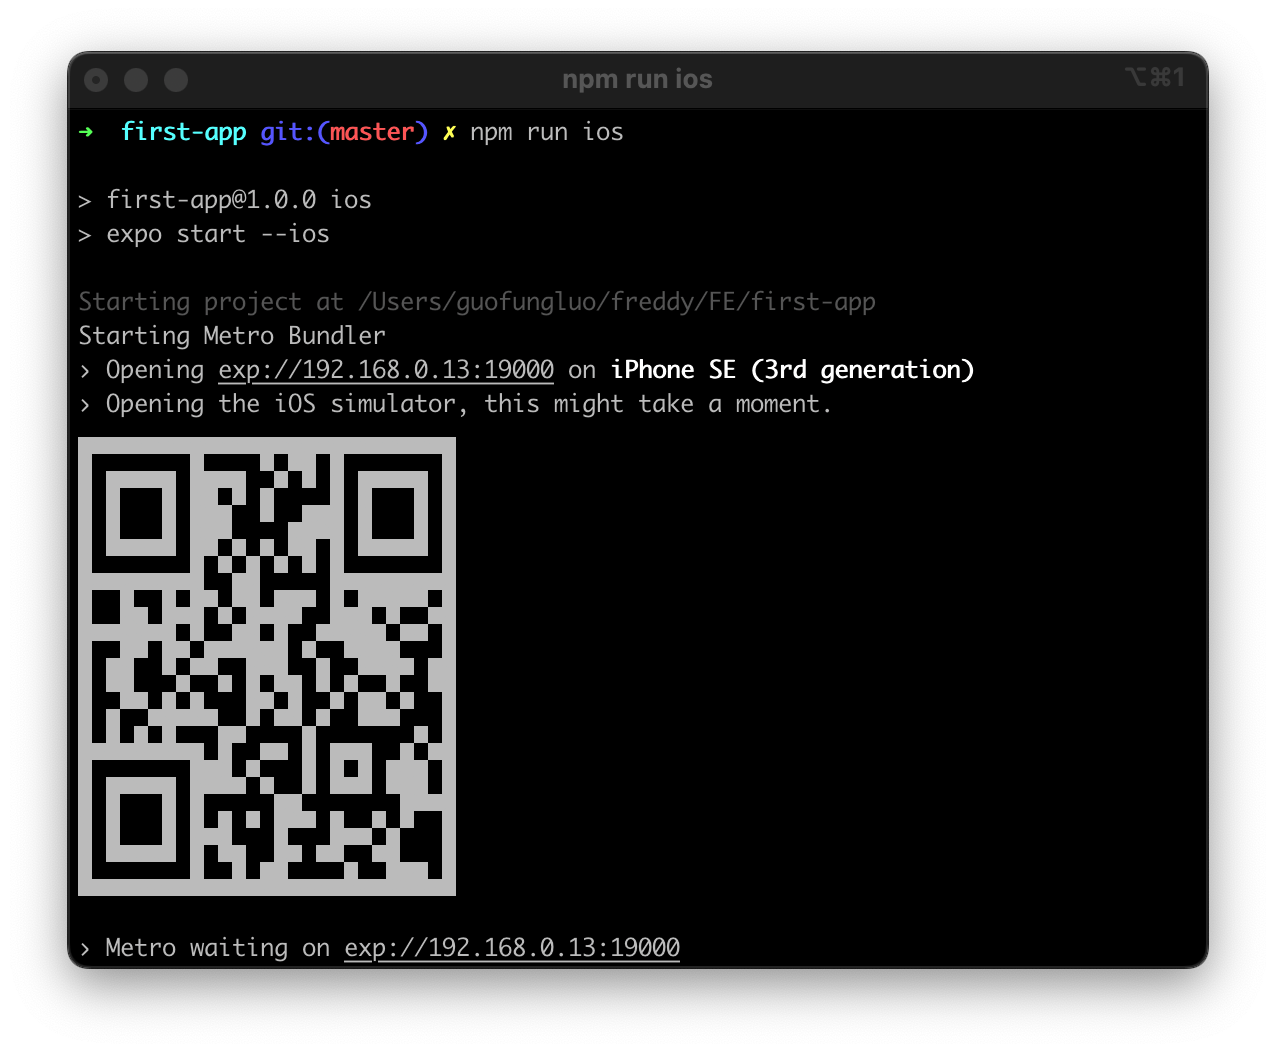 npm run ios
⌥⌘1
➜ first-app git:(master) ✗ npm run ios
> first-app@1.0.0 ios
> expo start --ios
Starting project at /Users/guofungluo/freddy/FE/first-app
Starting Metro Bundler
› Opening exp://192.168.0.13:19000 on iPhone SE (3rd generation)
› Opening the iOS simulator, this might take a moment.
› Metro waiting on exp://192.168.0.13:19000